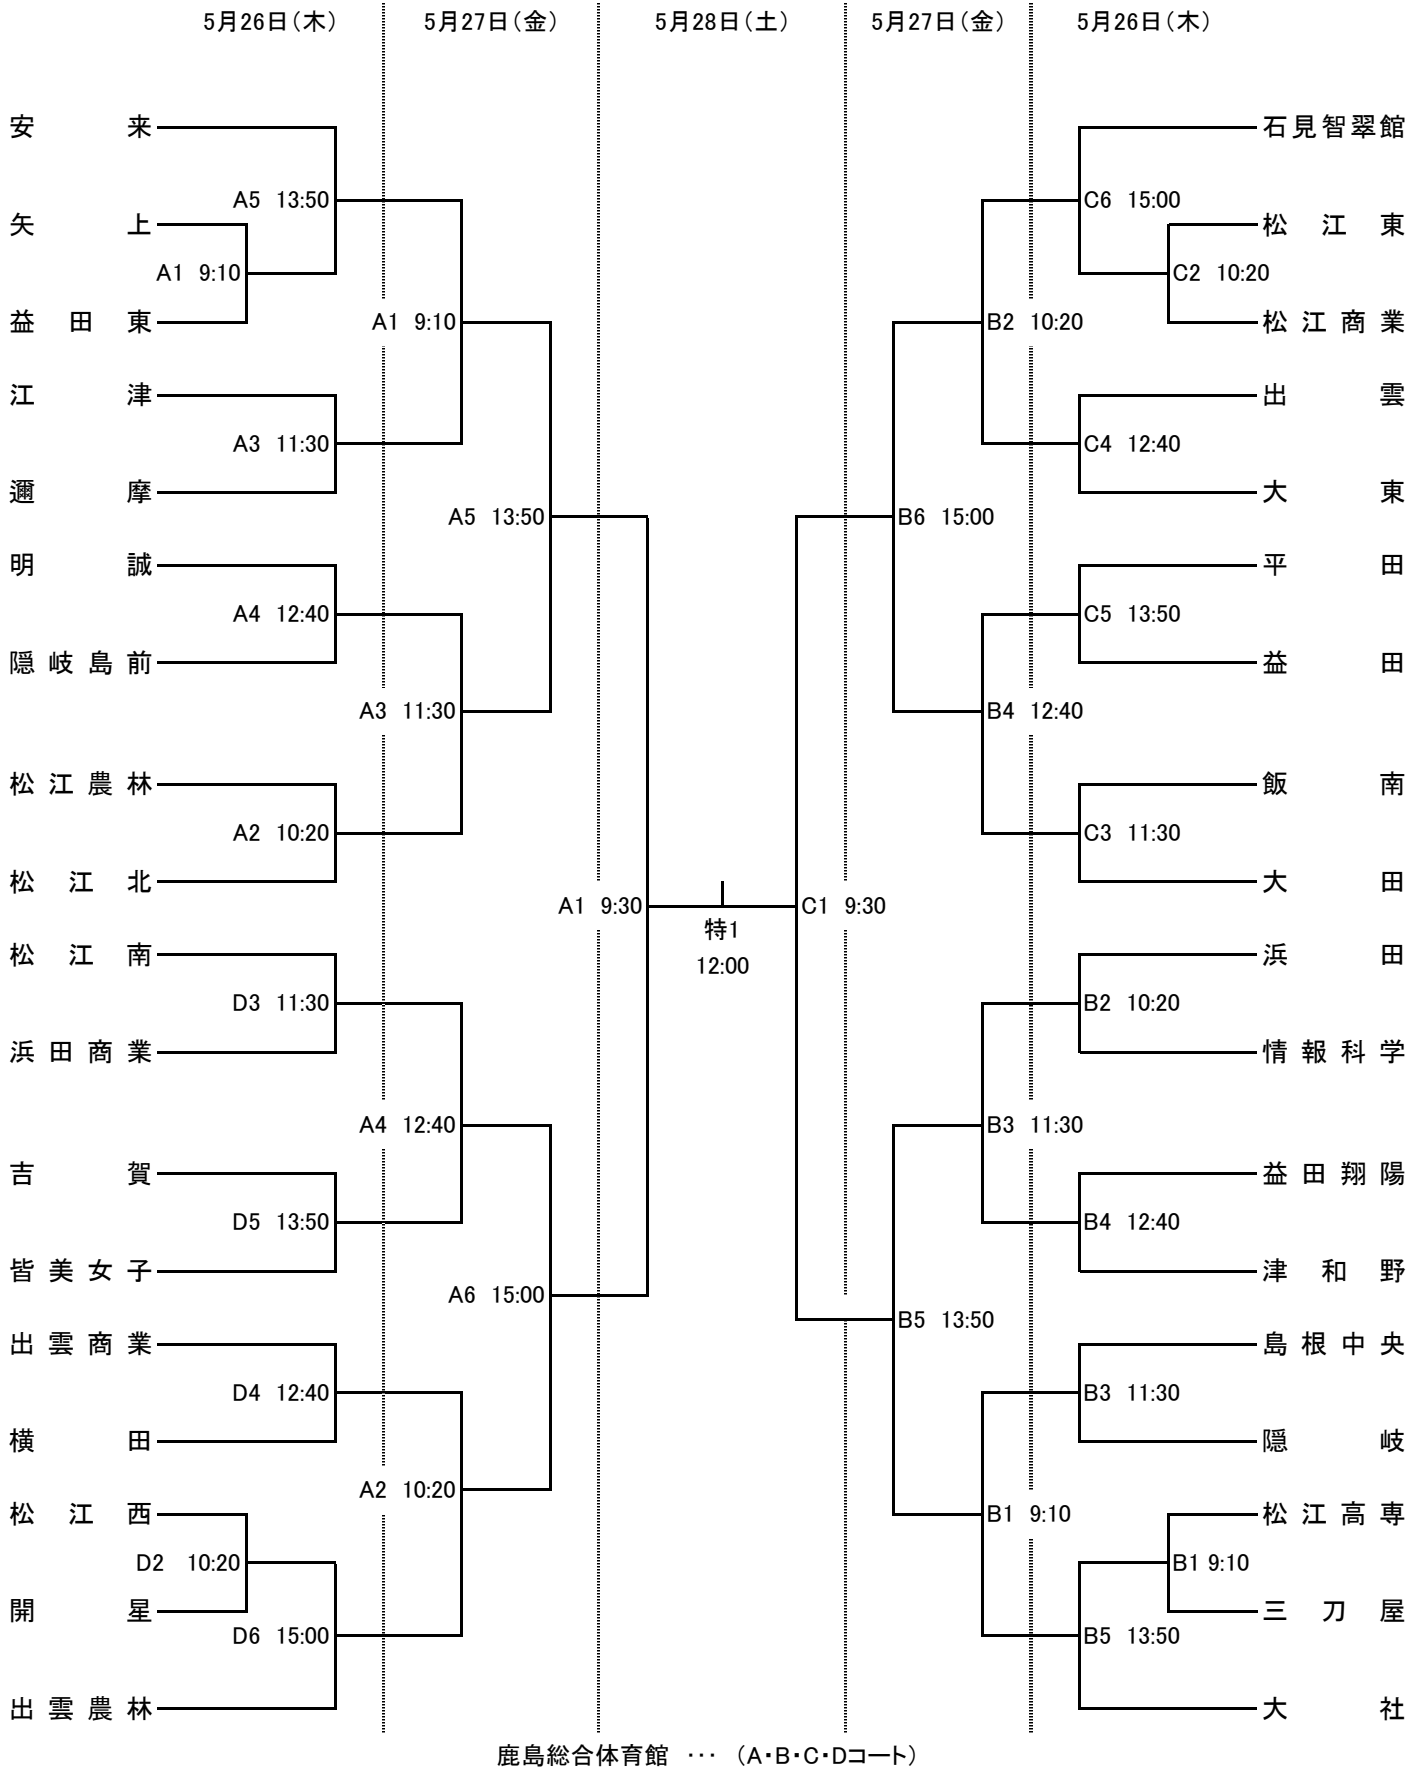 5月26日（木） 5月27日（金） 5月28日（土） 5月27日（金） 5月26日（木）
安来 石見智翠館
A5 13:50 C6 15:00
矢上 松江東
A1 9:10 C2 10:20
益田東 A1 9:10 B2 10:20 松江商業
江津 出雲
A3 11:30 C4 12:40
邇摩 大東
A5 13:50 B6 15:00
明誠 平田
A4 12:40 C5 13:50
隠岐島前 益田
A3 11:30 B4 12:40
松江農林 飯南
A2 10:20 C3 11:30
松江北 大田
A1 9:30 C1 9:30
特1
12:00
松江南 浜田
D3 11:30 B2 10:20
浜田商業 情報科学
A4 12:40 B3 11:30
吉賀 益田翔陽
D5 13:50 B4 12:40
皆美女子 津和野
A6 15:00 B5 13:50
出雲商業 島根中央
D4 12:40 B3 11:30
横田 隠岐
A2 10:20
松江西 B1 9:10 松江高専
D2 10:20 B1 9:10
開星 三刀屋
D6 15:00 B5 13:50
出雲農林 大社
鹿島総合体育館 ･･･ （A･B･C･Dコート）